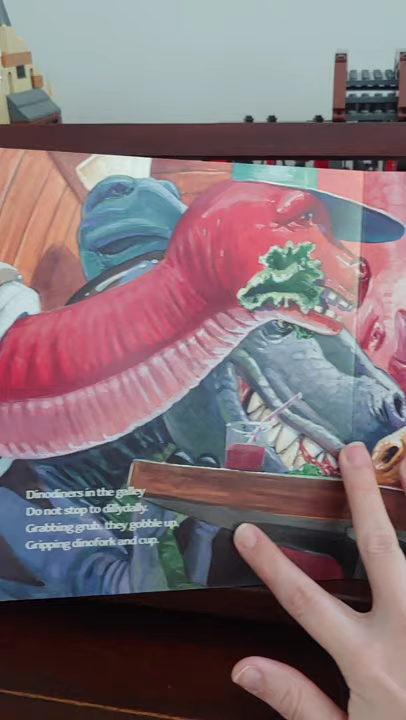 Dinodiners in the galley
Do not stop to dillydally.
Grabbing grub, they gobble up,
Gripping dinofork and cup.